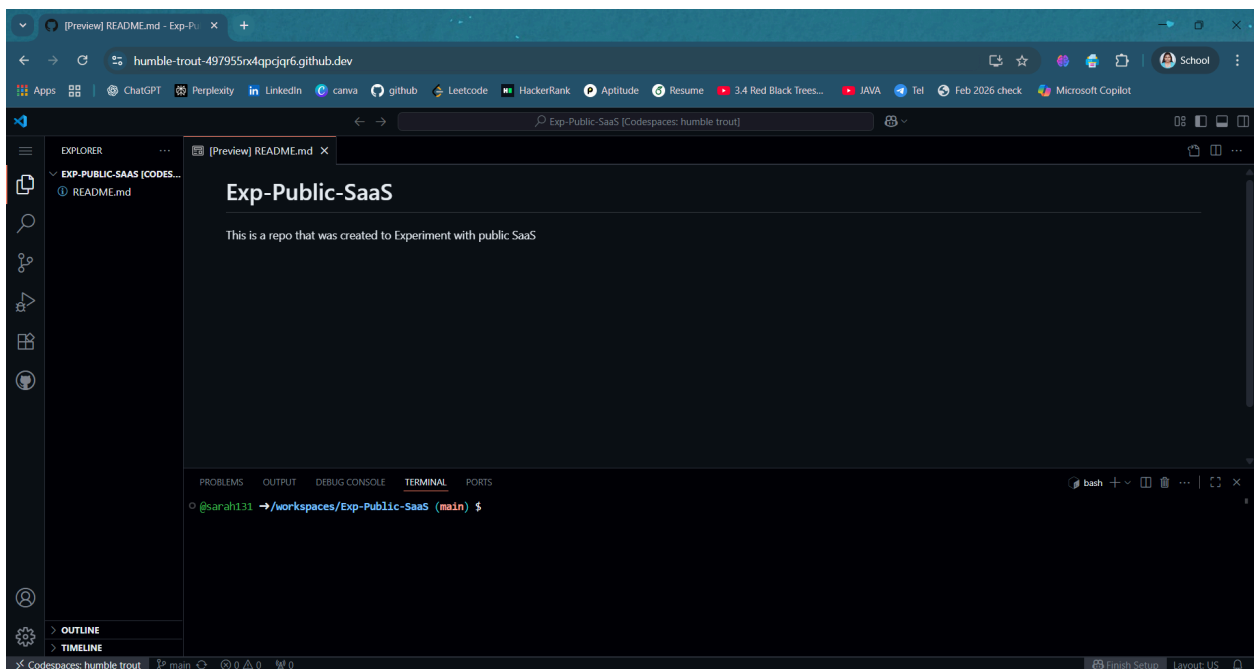 [Preview] README.md - Exp-Pu
humble-trout-497955rx4qpcjqr6.github.dev
School
Apps ChatGPT Perplexity LinkedIn canva github Leetcode HackerRank Aptitude Resume 3.4 Red Black Trees... JAVA Tel Feb 2026 check Microsoft Copilot
Exp-Public-SaaS [Codespaces: humble trout]
EXPLORER
[Preview] README.md
EXP-PUBLIC-SAAS [CODES...
README.md
Exp-Public-SaaS
This is a repo that was created to Experiment with public SaaS
PROBLEMS OUTPUT DEBUG CONSOLE TERMINAL PORTS
bash
@sarah131 →/workspaces/Exp-Public-SaaS (main) $
OUTLINE
TIMELINE
Codespaces: humble trout main 0 0 0 Finish Setup Layout: US